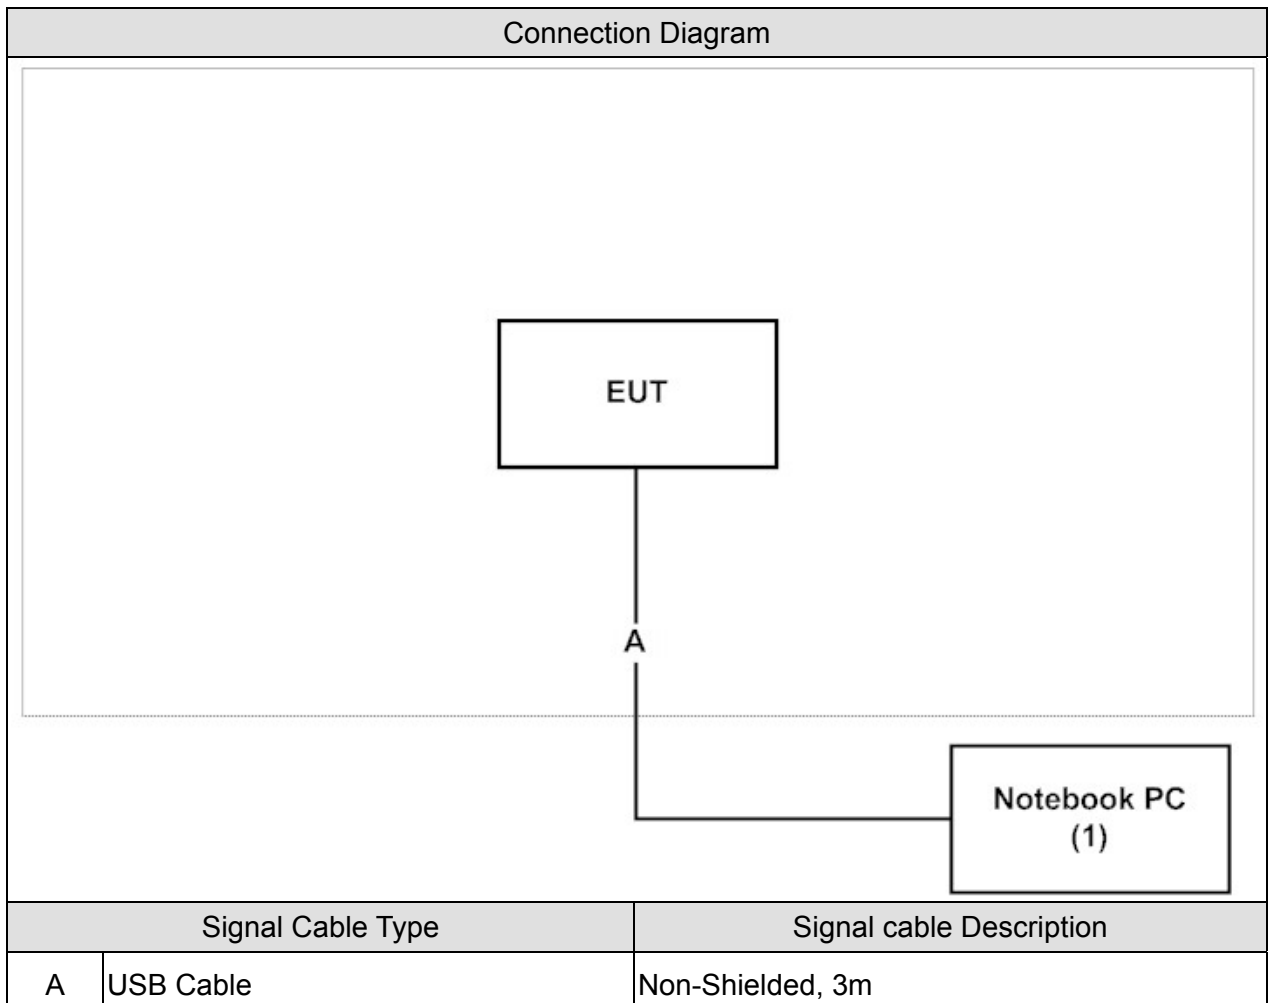 Connection Diagram
EUT
A
Notebook PC
(1)
Signal Cable Type
Signal cable Description
A
USB Cable
Non-Shielded, 3m